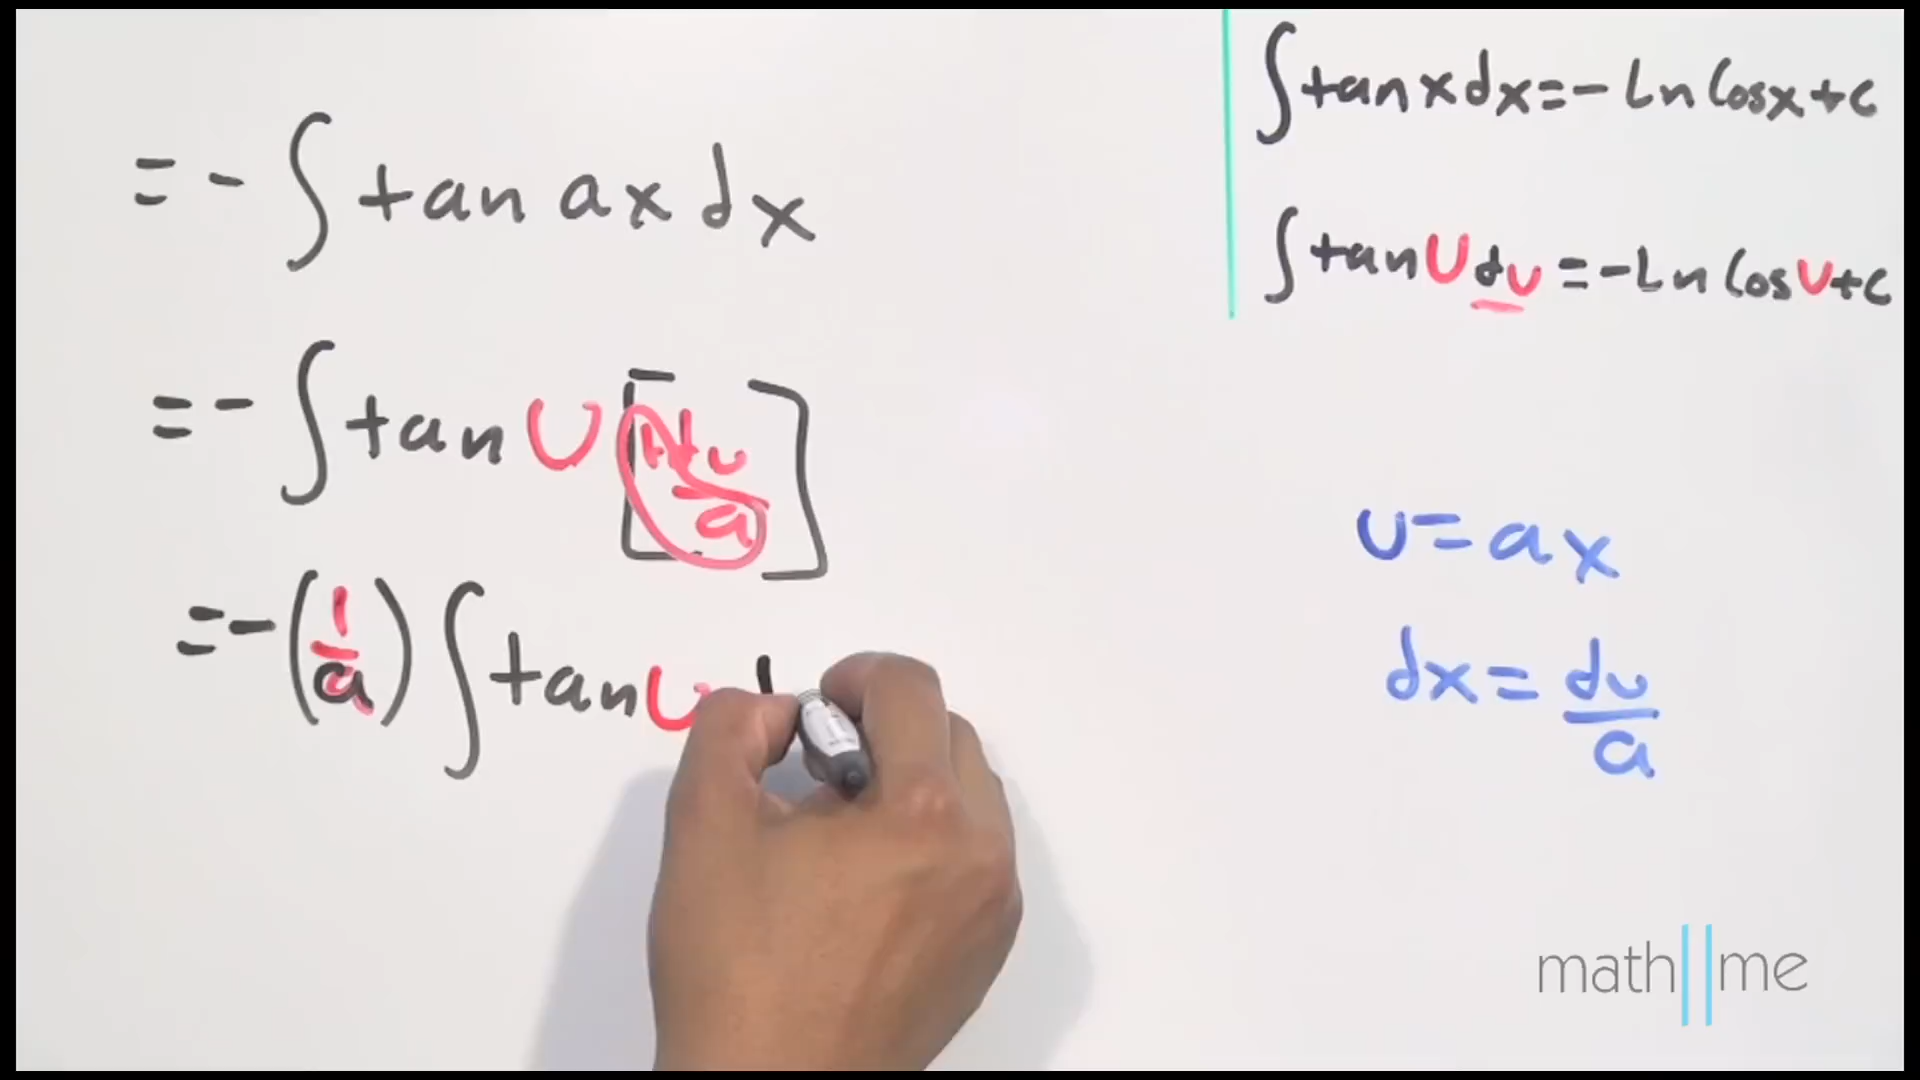 = - ∫ tan ax dx
= - ∫ tan U [1du/a]
= - (1/a) ∫ tan U d
∫ tan x dx = - Ln Cos x + c
∫ tan U du = - Ln Cos U + c
U = ax
dx = du/a
math||me